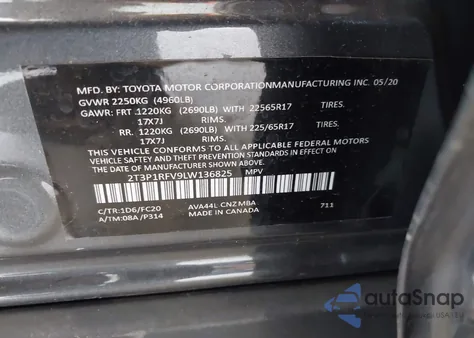 MFD. BY: TOYOTA MOTOR CORPORATIONMANUFACTURING INC. 05/20
GVWR 2250KG (4960LB)
GAWR: FRT. 1220KG (2690LB) WITH 22565R17 TIRES,
17X7J RIMS.
RR. 1220KG (2690LB) WITH 225/65R17 TIRES,
17X7J RIMS.
THIS VEHICLE CONFORMS TO ALL APPLICABLE FEDERAL MOTOR
VEHICLE SAFETY AND THEFT PREVENTION STANDARDS IN
EFFECT ON THE DATE OF MANUFACTURE SHOWN ABOVE.
2T3P1RFV9LW136825 MPV
C/TR:1D6/FC20 AVA44L CNZMBA 711
A/TM:08A /P314 MADE IN CANADA
autoSnap